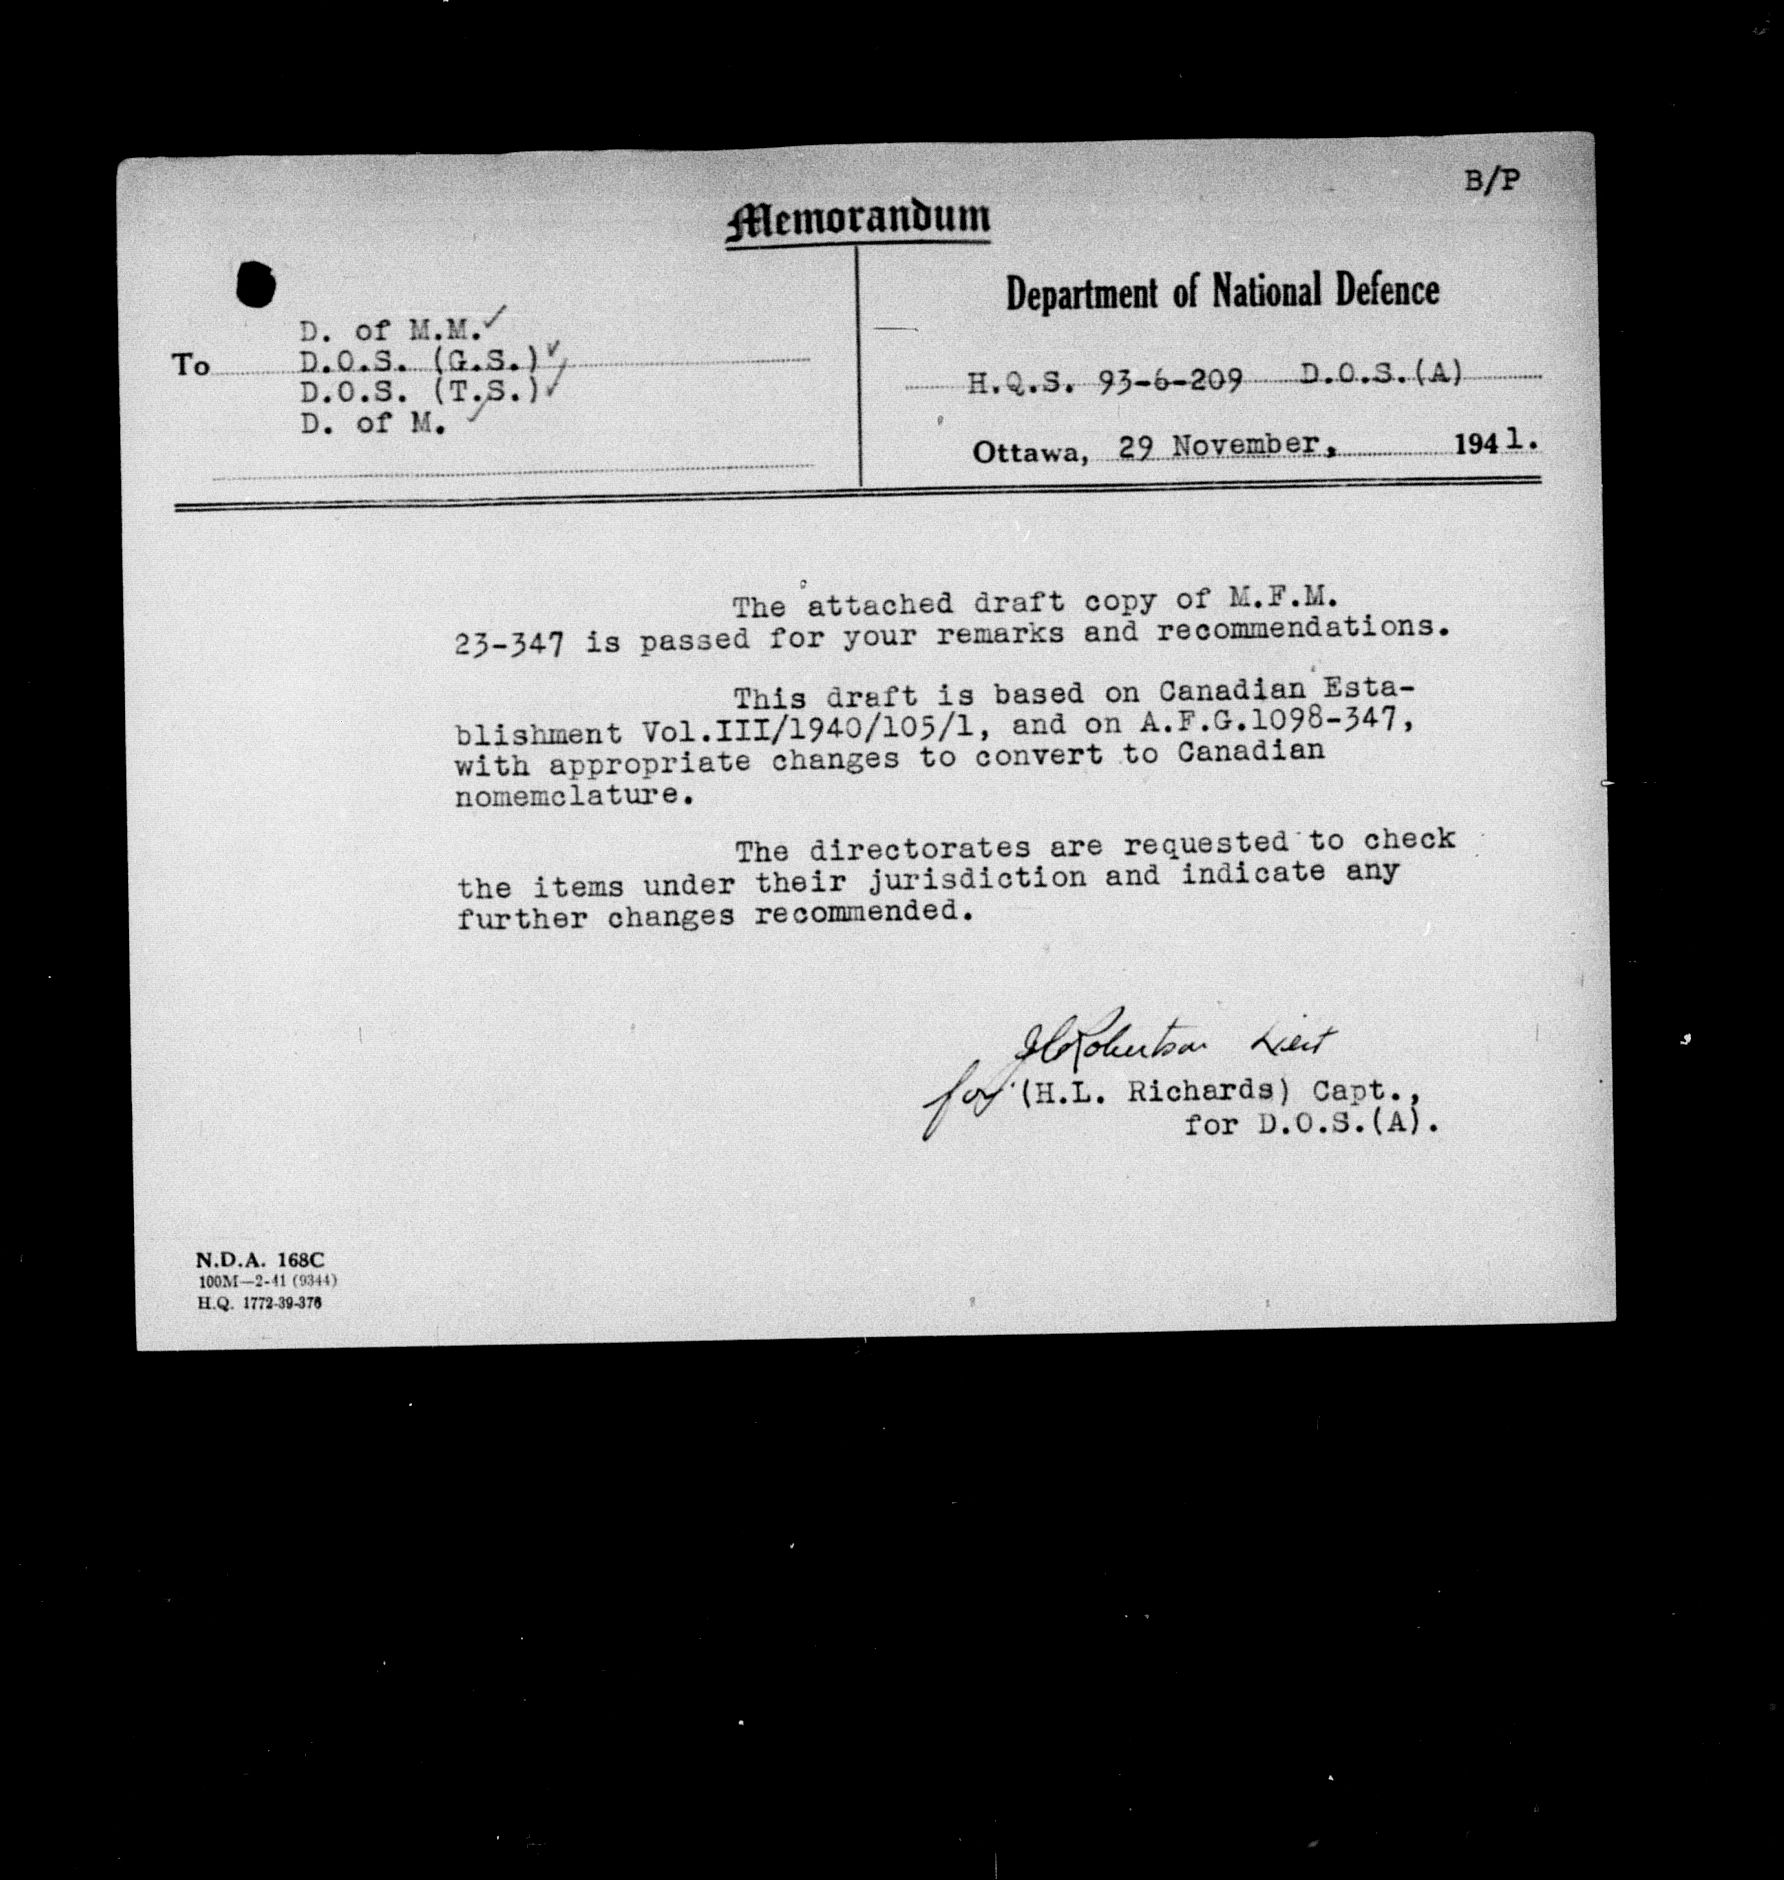 B/P
Memorandum
Department of National Defence
D. of M.M.
To D.O.S. (G.S.)
D.O.S. (T.S.)
D. of M.
H.Q.S. 93-6-209 D.O.S.(A)
Ottawa, 29 November, 1941.
The attached draft copy of M.F.M.
23-347 is passed for your remarks and recommendations.
This draft is based on Canadian Esta-
blishment Vol.III/1940/105/1, and on A.F.G.1098-347,
with appropriate changes to convert to Canadian
nomemclature.
The directorates are requested to check
the items under their jurisdiction and indicate any
further changes recommended.
Robertson Lieut
for (H.L. Richards) Capt.,
for D.O.S.(A).
N.D.A. 168C
100M—2-41 (9344)
H.Q. 1772-39-376